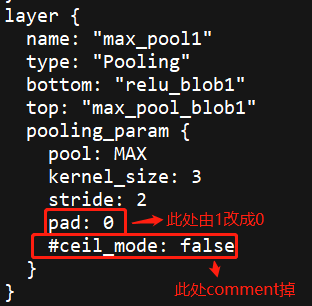 layer {
name: "max_pool1"
type: "Pooling"
bottom: "relu_blob1"
top: "max_pool_blob1"
pooling_param {
pool: MAX
kernel_size: 3
stride: 2
pad: 0 此处由1改成0
#ceil_mode: false
}
此处comment掉
}